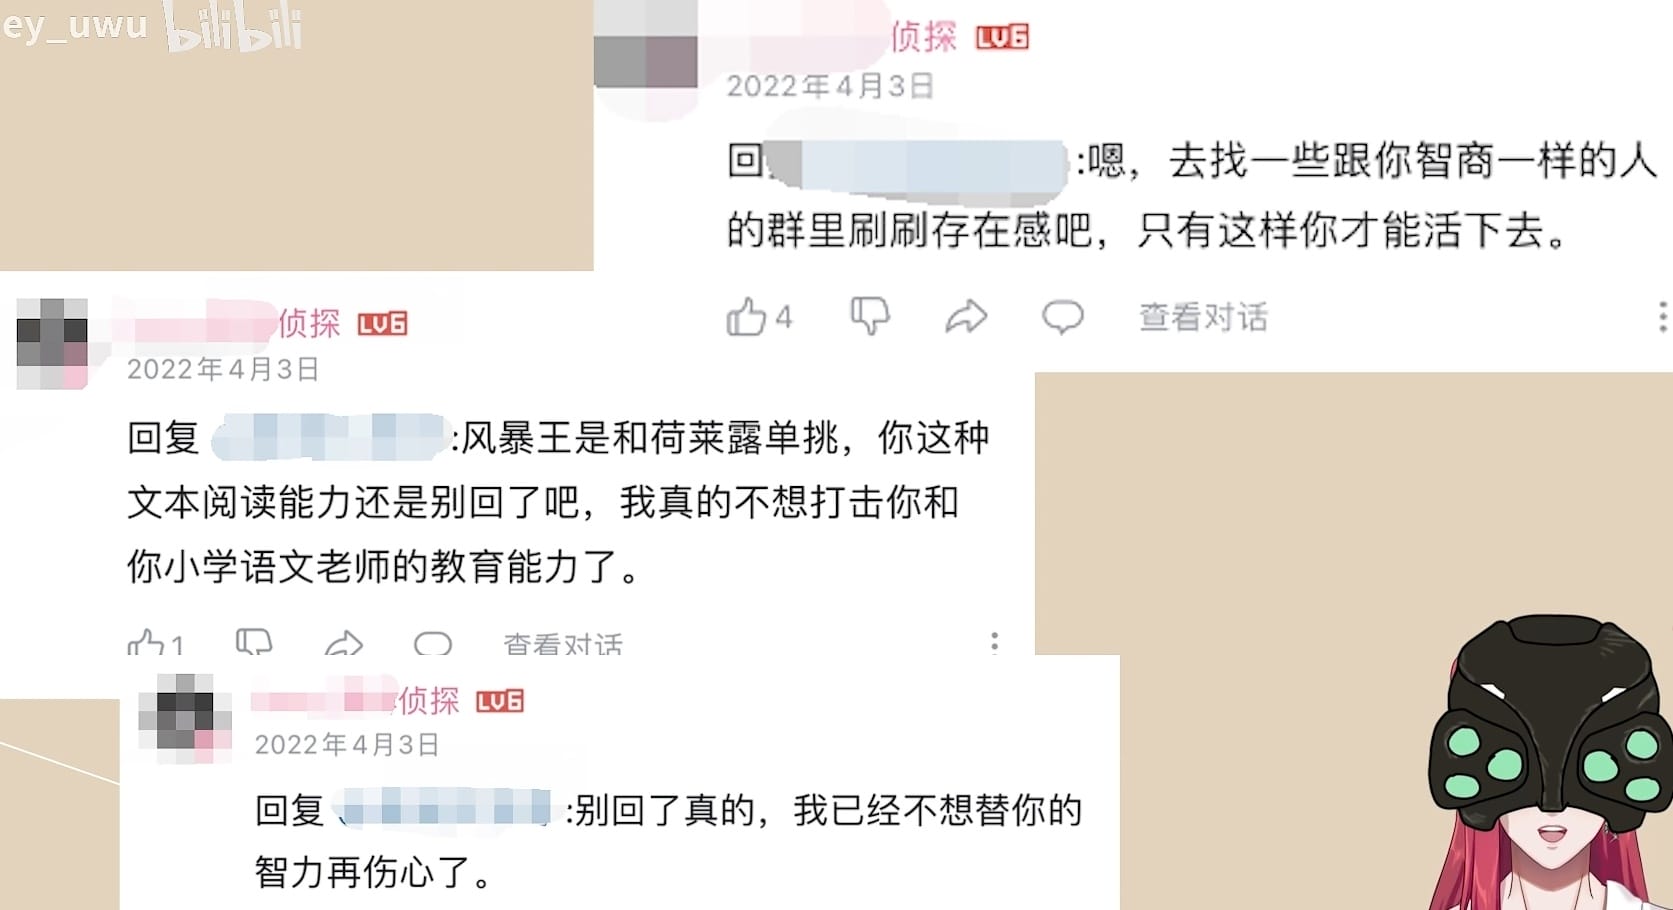 ey_uwu bilibili
侦探 LV6
2022年4月3日
回 :嗯，去找一些跟你智商一样的人
的群里刷刷存在感吧，只有这样你才能活下去。
4 查看对话
侦探 LV6
2022年4月3日
回复 :风暴王是和荷莱露单挑，你这种
文本阅读能力还是别回了吧，我真的不想打击你和
你小学语文老师的教育能力了。
1 查看对话
侦探 LV6
2022年4月3日
回复 :别回了真的，我已经不想替你的
智力再伤心了。